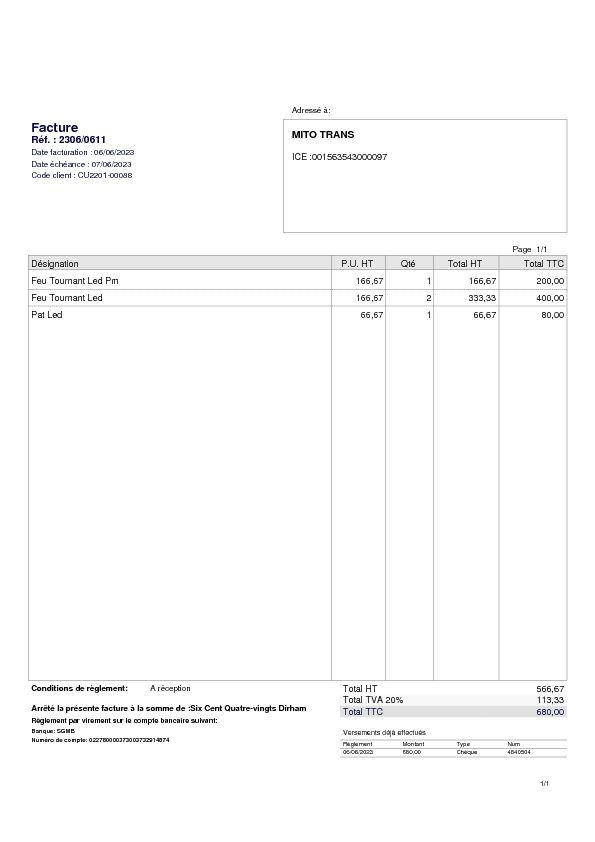 Adressé à:
Facture
Réf. : 2306/0611
Date facturation : 06/06/2023
Date échéance : 07/06/2023
Code client : CU2201-00088
MITO TRANS
ICE :001563543000097
Page 1/1
Désignation P.U. HT Qté Total HT Total TTC
Feu Tournant Led Pm 166,67 1 166,67 200,00
Feu Tournant Led 166,67 2 333,33 400,00
Pat Led 66,67 1 66,67 80,00
Conditions de règlement: A réception
Total HT 566,67
Total TVA 20% 113,33
Total TTC 680,00
Arrêté la présente facture à la somme de :Six Cent Quatre-vingts Dirham
Règlement par virement sur le compte bancaire suivant:
Banque: SGMB
Numéro de compte:
Versements déjà effectués
Règlement Montant Type Num
06/06/2023 680,00 Chèque 4840504
1/1